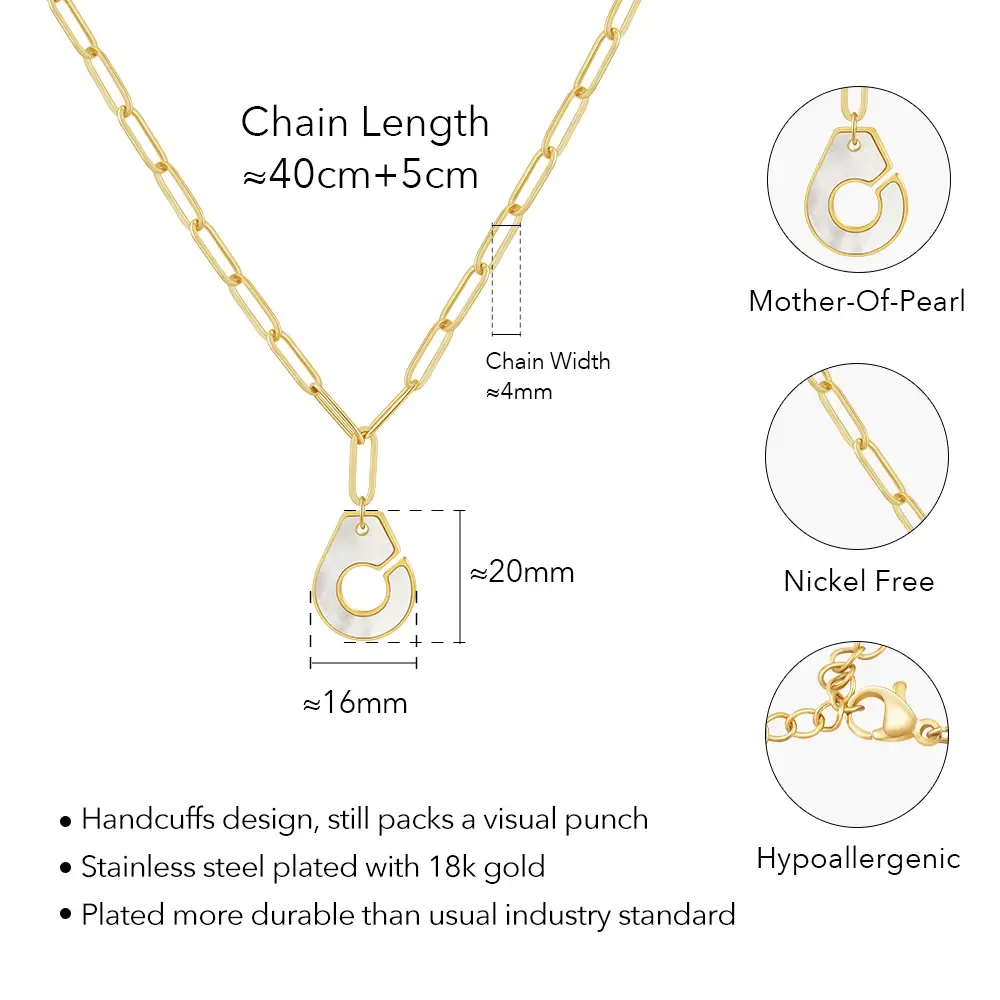 Chain Length
≈40cm+5cm
Chain Width
≈4mm
≈20mm
≈16mm
Mother-Of-Pearl
Nickel Free
Hypoallergenic
• Handcuffs design, still packs a visual punch
• Stainless steel plated with 18k gold
• Plated more durable than usual industry standard